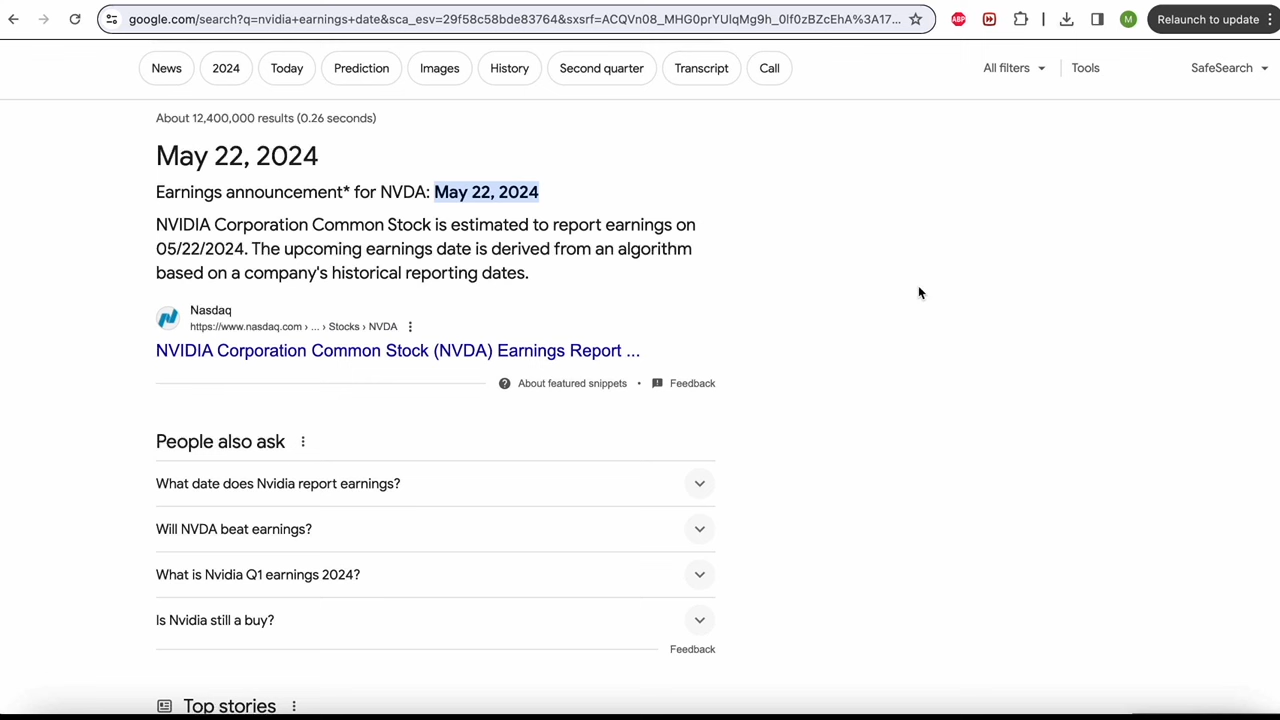 google.com/search?q=nvidia+earnings+date&sca_esv=29f58c58bde83764&sxsrf=ACQVn08_MHG0prYUlqMg9h_0lf0zBZcEhA%3A17...
ABP
M
Relaunch to update
News 2024 Today Prediction Images History Second quarter Transcript Call All filters Tools SafeSearch
About 12,400,000 results (0.26 seconds)
May 22, 2024
Earnings announcement* for NVDA: May 22, 2024
NVIDIA Corporation Common Stock is estimated to report earnings on
05/22/2024. The upcoming earnings date is derived from an algorithm
based on a company's historical reporting dates.
Nasdaq
https://www.nasdaq.com › ... › Stocks › NVDA
NVIDIA Corporation Common Stock (NVDA) Earnings Report ...
About featured snippets • Feedback
People also ask
What date does Nvidia report earnings?
Will NVDA beat earnings?
What is Nvidia Q1 earnings 2024?
Is Nvidia still a buy?
Feedback
Top stories